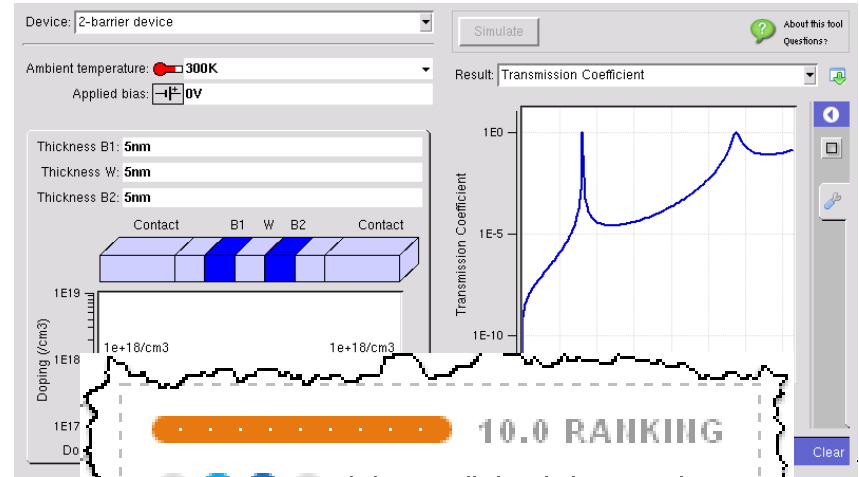 Device: 2-barrier device
Ambient temperature: 300K
Applied bias: 0V
Thickness B1: 5nm
Thickness W: 5nm
Thickness B2: 5nm
Contact B1 W B2 Contact
1E19
1e+18/cm3 1e+18/cm3
1E18
1E17
Doping (/cm3)
Do
Simulate
About this tool
Questions?
Result: Transmission Coefficient
1E0
1E-5
1E-10
Transmission Coefficient
10.0 RANKING
Clear